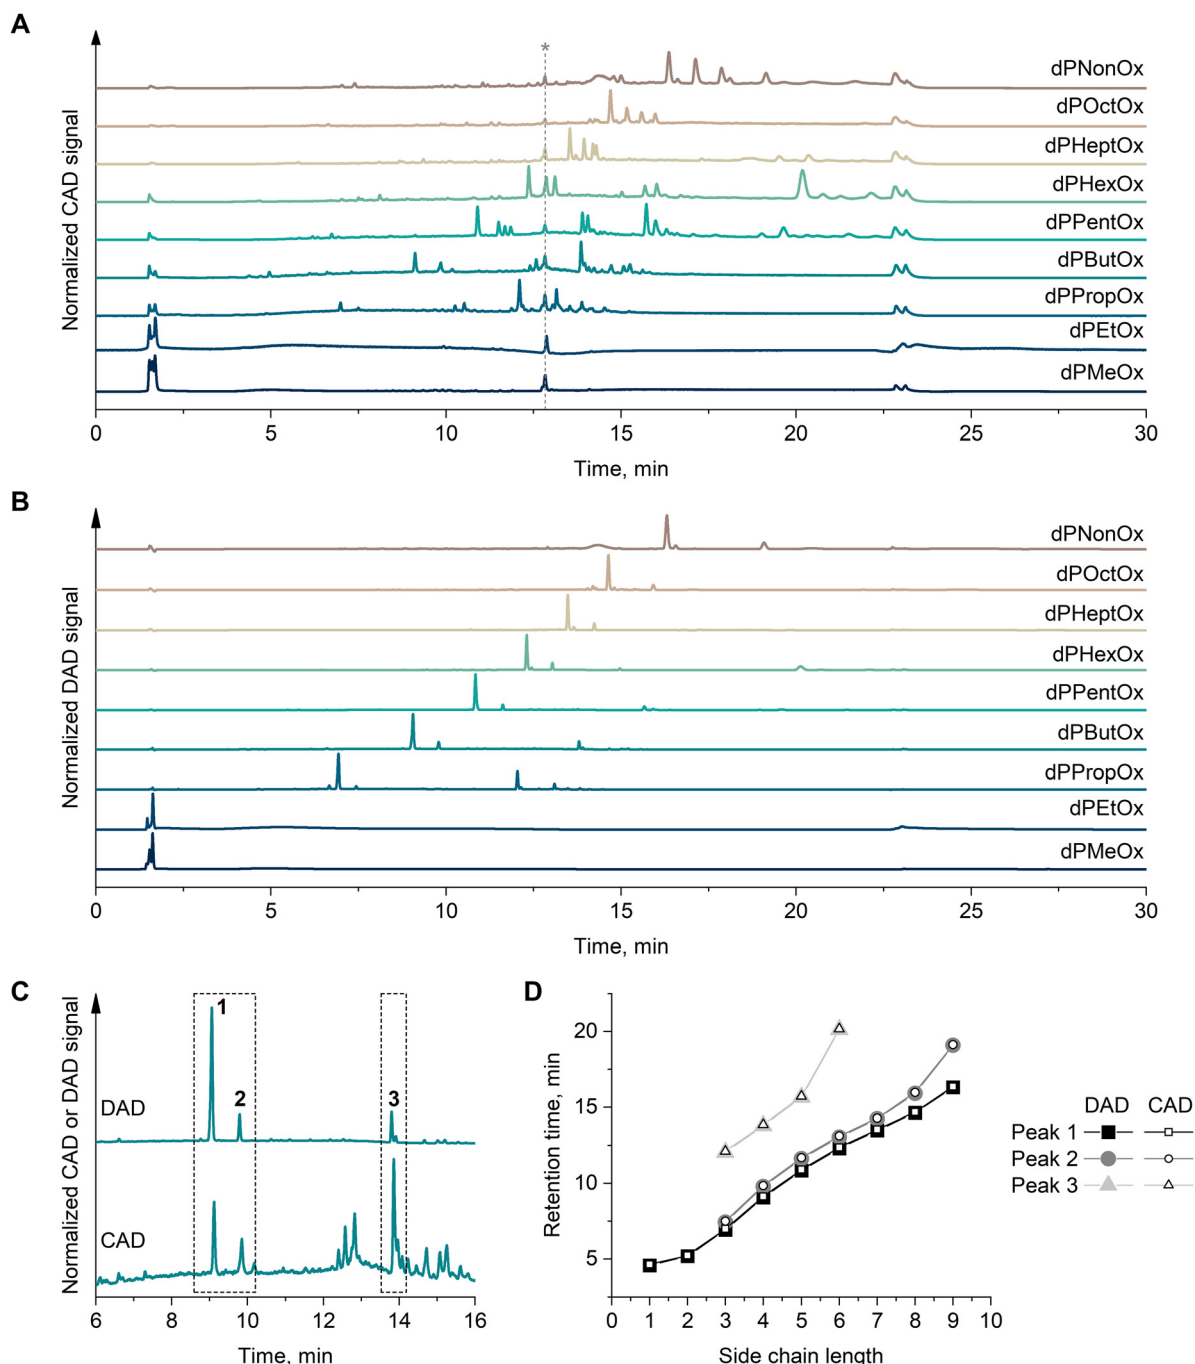 A
Normalized CAD signal
*
dPNonOx
dPOctOx
dPHeptOx
dPHexOx
dPPentOx
dPButOx
dPPropOx
dPEtOx
dPMeOx
0 5 10 15 20 25 30
Time, min
B
Normalized DAD signal
dPNonOx
dPOctOx
dPHeptOx
dPHexOx
dPPentOx
dPButOx
dPPropOx
dPEtOx
dPMeOx
0 5 10 15 20 25 30
Time, min
C
Normalized CAD or DAD signal
1
2
3
DAD
CAD
6 8 10 12 14 16
Time, min
D
Retention time, min
20
15
10
5
0 1 2 3 4 5 6 7 8 9 10
Side chain length
DAD CAD
Peak 1
Peak 2
Peak 3